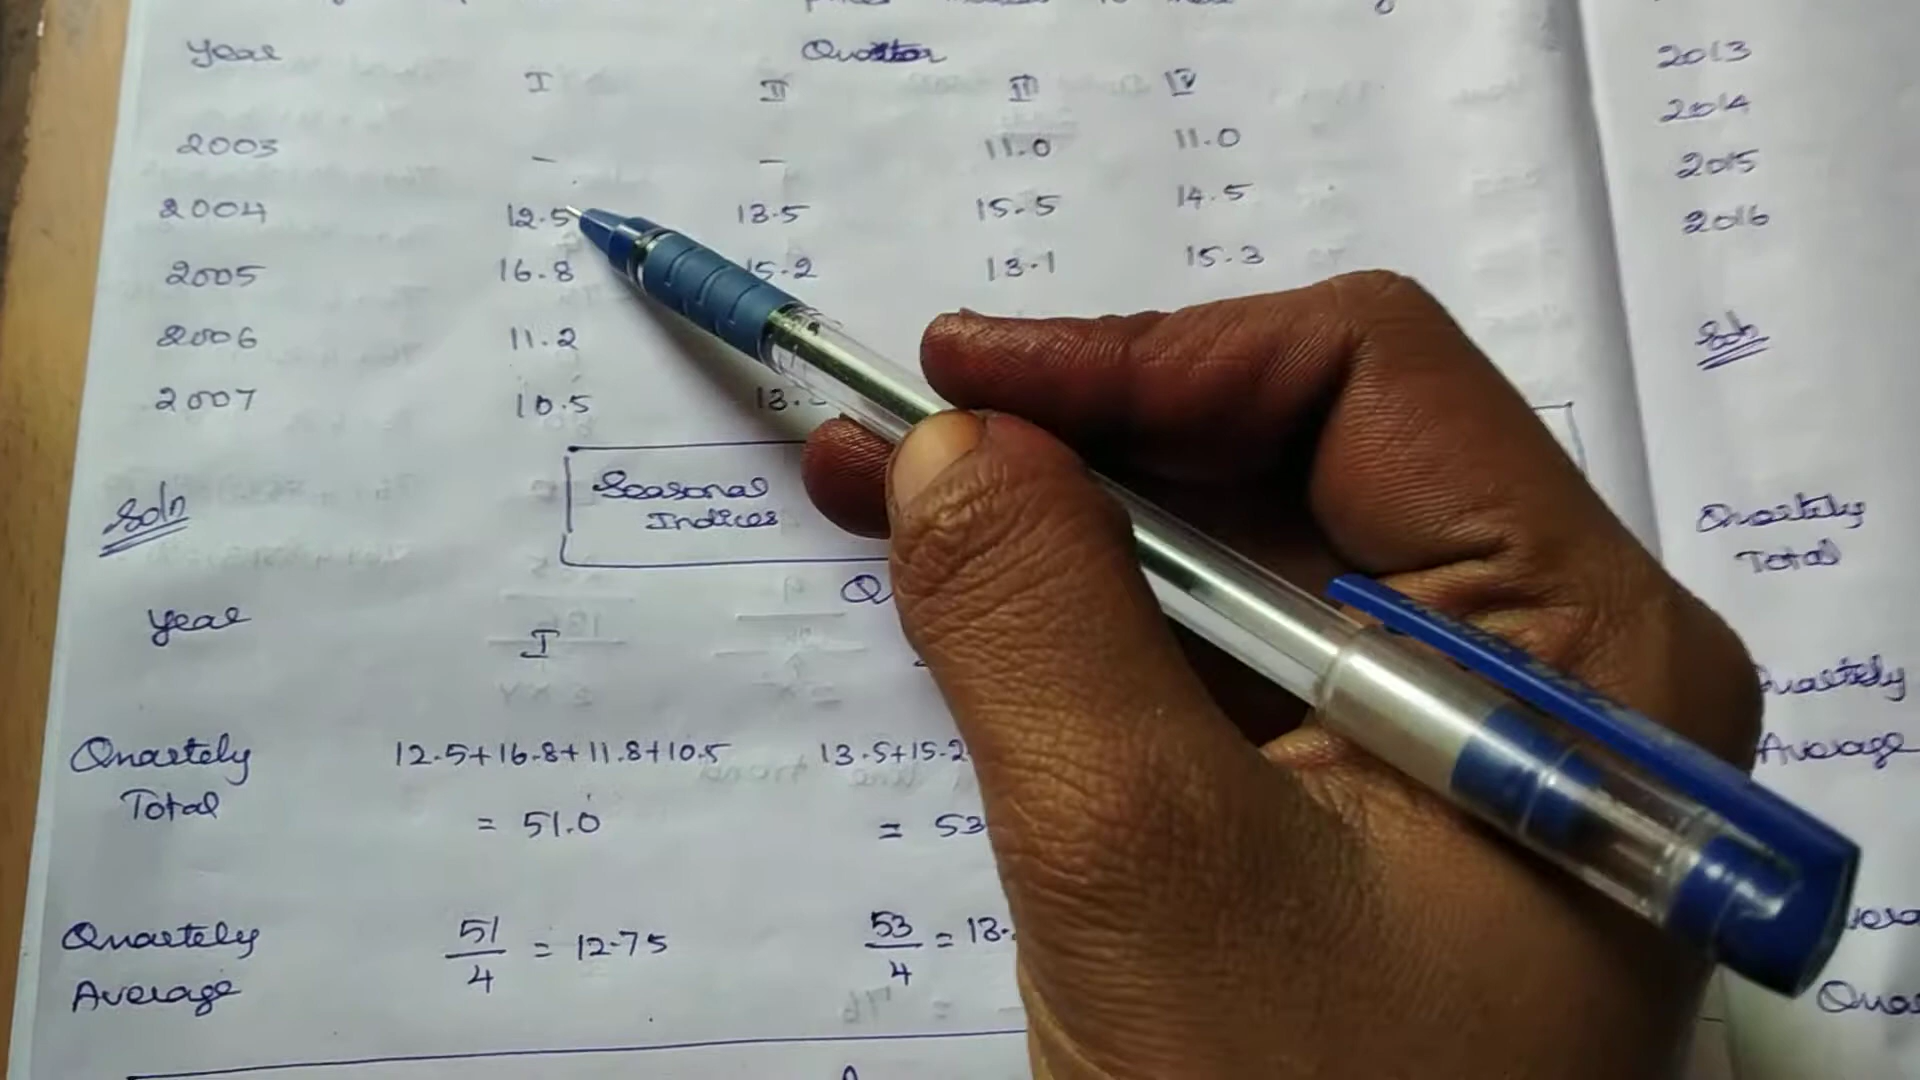 Year Quarter
I II III IV
2003 – – 11.0 11.0
2004 12.5 13.5 15.5 14.5
2005 16.8 15.2 13.1 15.3
2006 11.2
2007 10.5 13.
Soln
Seasonal
Indices
Year
I
Quartely
Total
12.5+16.8+11.8+10.5 13.5+15.2
= 51.0 = 53
Quartely
Average
51/4 = 12.75 53/4 = 13.
2013
2014
2015
2016
Soln
Quartely
Total
Quartely
Average